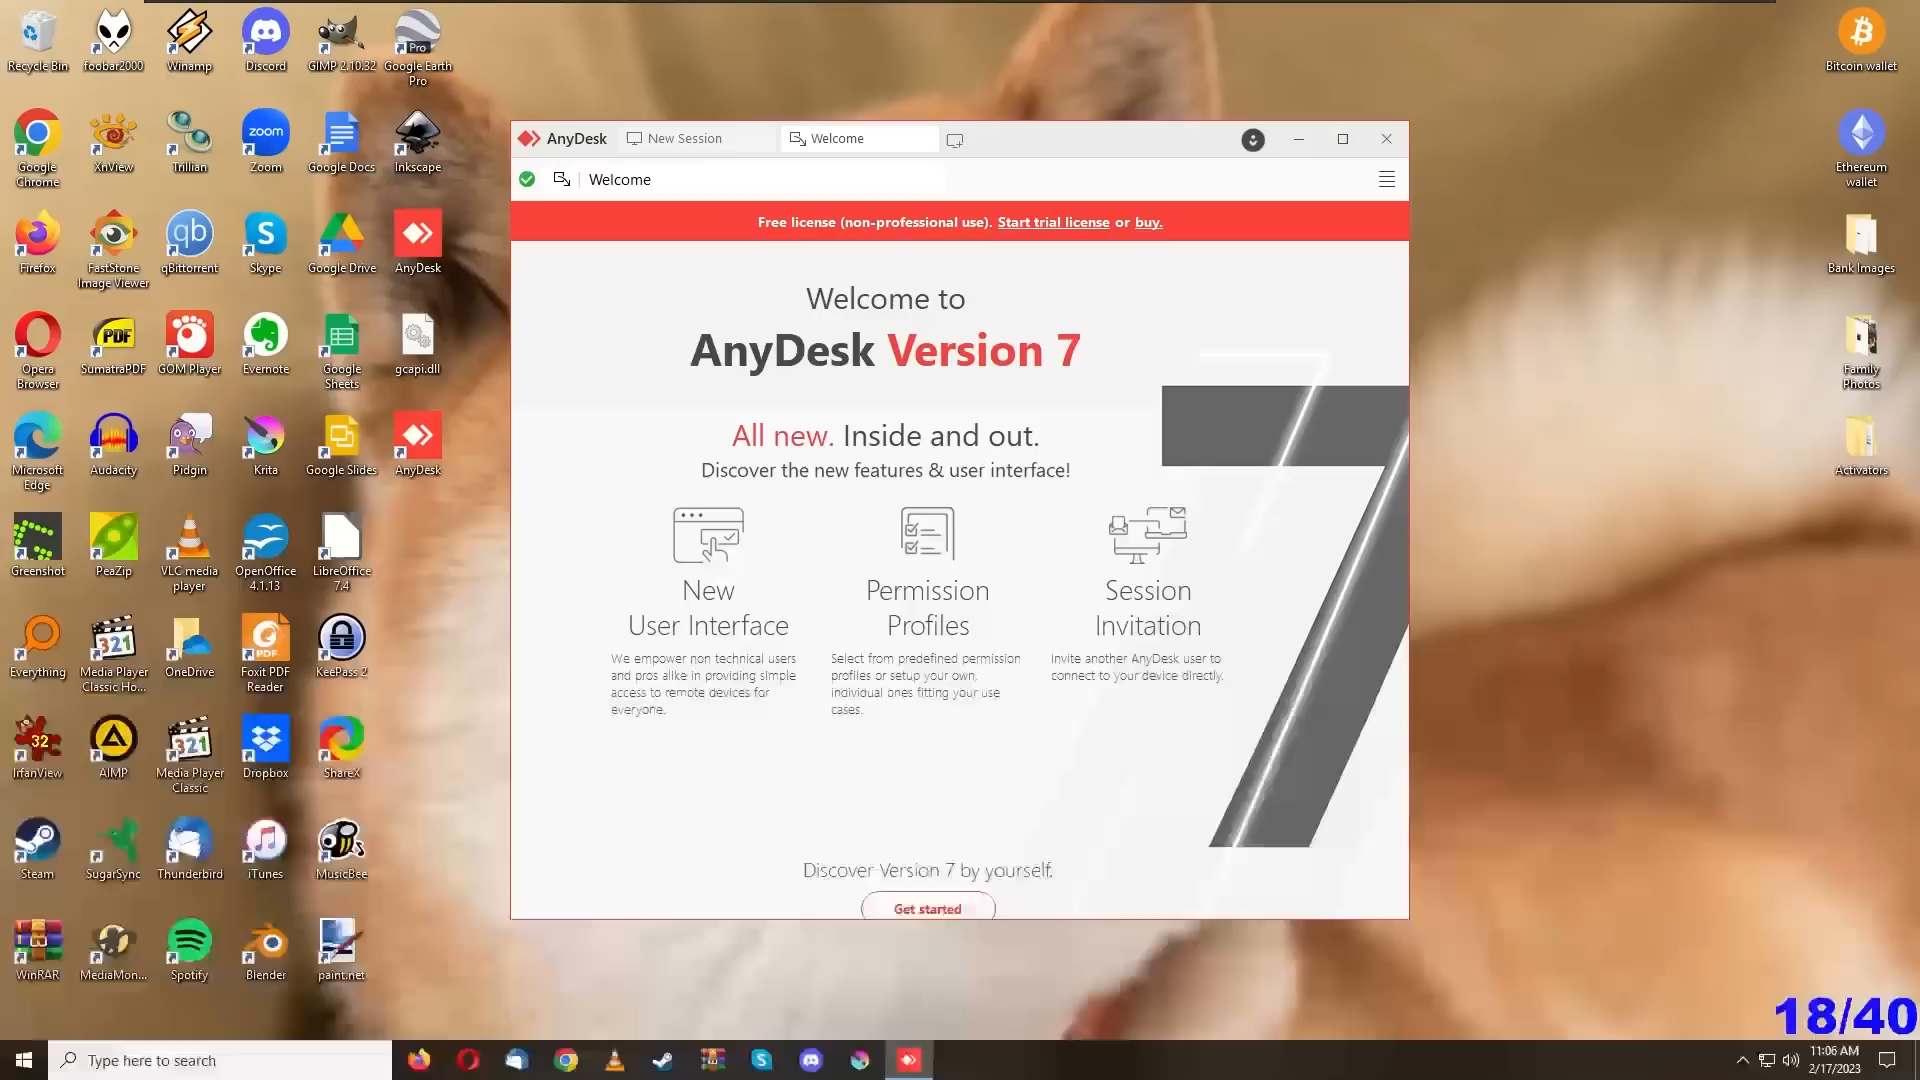 Recycle Bin
foobar2000
Winamp
Discord
GIMP 2.10.32
Google Earth
Pro
Pro
Google
Chrome
XnView
Trillian
zoom
Zoom
Google Docs
Inkscape
Firefox
FastStone
Image Viewer
qb
qBittorrent
S
Skype
Google Drive
AnyDesk
Opera
Browser
PDF
SumatraPDF
GOM Player
Evernote
Google
Sheets
gcapi.dll
Microsoft
Edge
Audacity
Pidgin
Krita
Google Slides
AnyDesk
Greenshot
PeaZip
VLC media
player
OpenOffice
4.1.13
LibreOffice
7.4
Everything
321
Media Player
Classic Ho...
OneDrive
PDF
Foxit PDF
Reader
KeePass 2
32
IrfanView
AIMP
321
Media Player
Classic
Dropbox
ShareX
Steam
SugarSync
Thunderbird
iTunes
MusicBee
WinRAR
MediaMon...
Spotify
Blender
paint.net
AnyDesk
New Session
Welcome
Welcome
Free license (non-professional use). Start trial license or buy.
Welcome to
AnyDesk Version 7
7
All new. Inside and out.
Discover the new features & user interface!
New
User Interface
We empower non technical users
and pros alike in providing simple
access to remote devices for
everyone.
Permission
Profiles
Select from predefined permission
profiles or setup your own,
individual ones fitting your use
cases.
Session
Invitation
Invite another AnyDesk user to
connect to your device directly.
Discover Version 7 by yourself.
Get started
Bitcoin wallet
Ethereum
wallet
Bank Images
Family
Photos
Activators
18/40
Type here to search
S
11:06 AM
2/17/2023